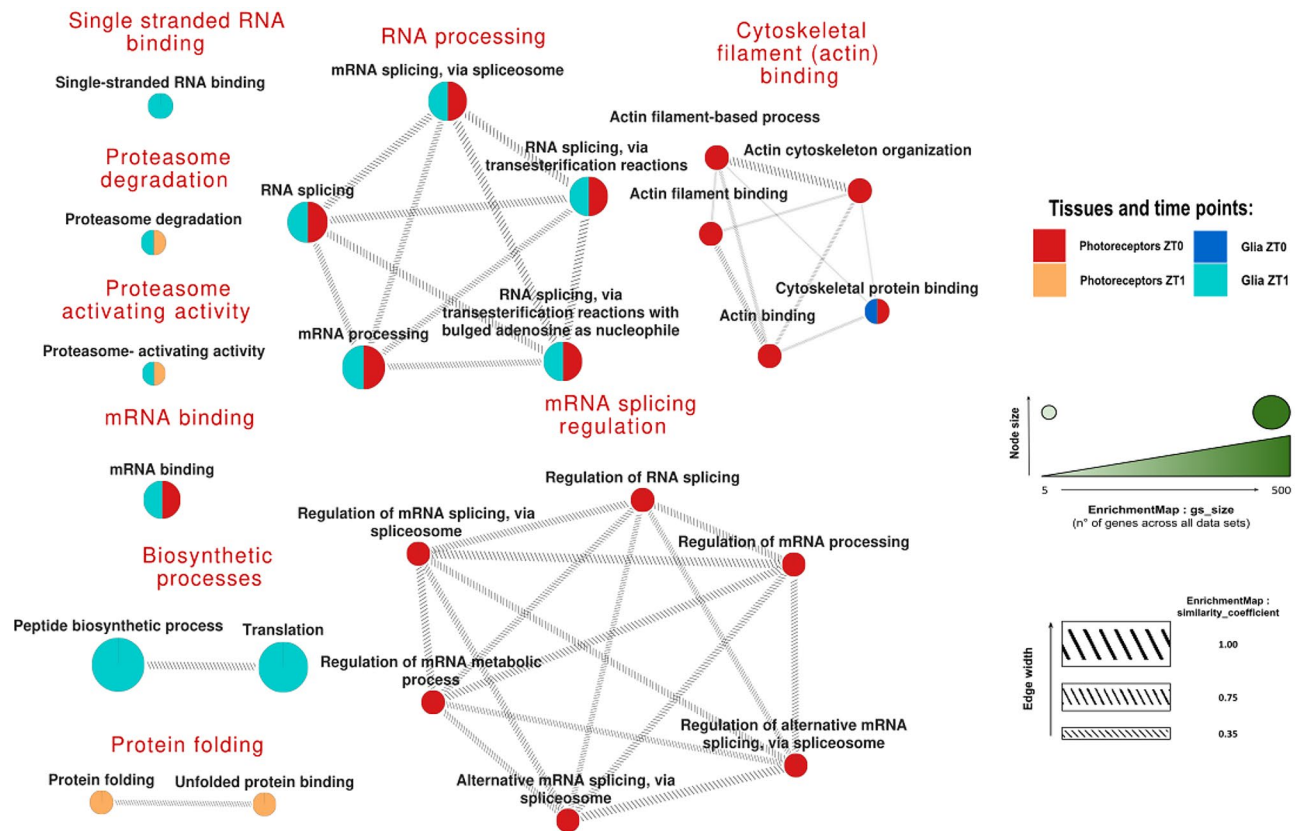 Single stranded RNA
binding
Single-stranded RNA binding
Proteasome
degradation
Proteasome degradation
Proteasome
activating activity
Proteasome- activating activity
mRNA binding
mRNA binding
Biosynthetic
processes
Peptide biosynthetic process
Translation
Protein folding
Protein folding
Unfolded protein binding
RNA processing
mRNA splicing, via spliceosome
RNA splicing, via
transesterification reactions
RNA splicing
RNA splicing, via
transesterification reactions with
bulged adenosine as nucleophile
mRNA processing
Cytoskeletal
filament (actin)
binding
Actin filament-based process
Actin cytoskeleton organization
Actin filament binding
Cytoskeletal protein binding
Actin binding
mRNA splicing
regulation
Regulation of RNA splicing
Regulation of mRNA splicing, via
spliceosome
Regulation of mRNA processing
Regulation of mRNA metabolic
process
Regulation of alternative mRNA
splicing, via spliceosome
Alternative mRNA splicing, via
spliceosome
Tissues and time points:
Photoreceptors ZT0
Glia ZT0
Photoreceptors ZT1
Glia ZT1
Node size
5
500
EnrichmentMap : gs_size
(n° of genes across all data sets)
EnrichmentMap :
similarity_coefficient
Edge width
1.00
0.75
0.35